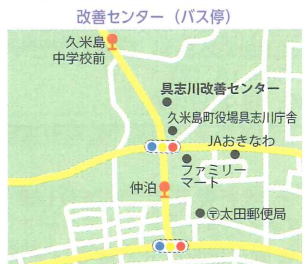 改善センター（バス停）
久米島
中学校前
具志川改善センター
久米島町役場具志川庁舎
JAおきなわ
ファミリー
マート
仲泊
〒太田郵便局